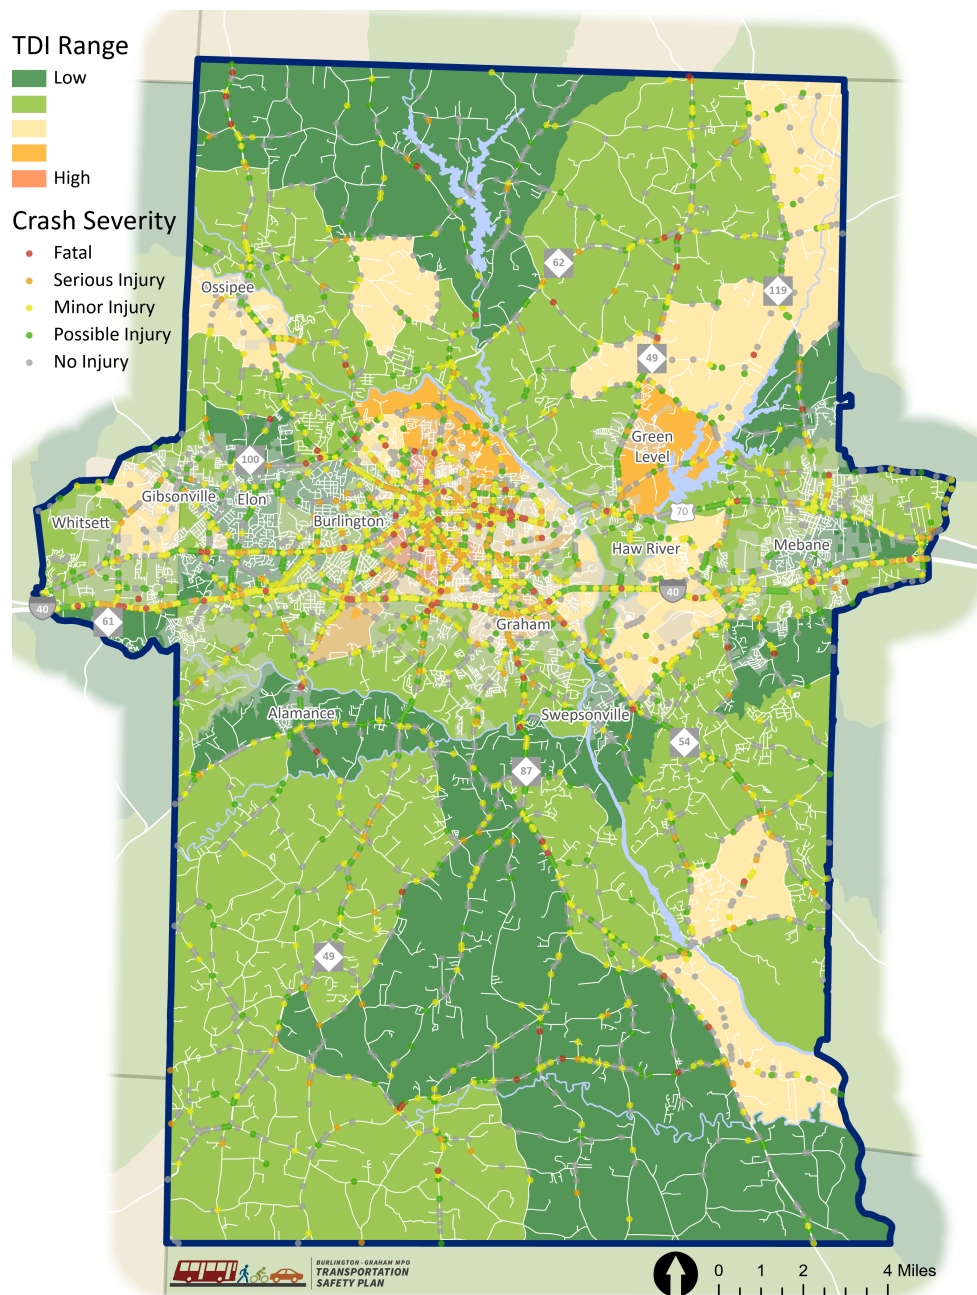 TDI Range
Low
High
Crash Severity
Fatal
Serious Injury
Minor Injury
Possible Injury
No Injury
62
119
Ossipee
49
Green
Level
100
Gibsonville
Elon
Whitsett
Burlington
70
Haw River
Mebane
40
40
61
Graham
Alamance
Swepsonville
54
87
49
BURLINGTON - GRAHAM MPO
TRANSPORTATION
SAFETY PLAN
0 1 2 4 Miles